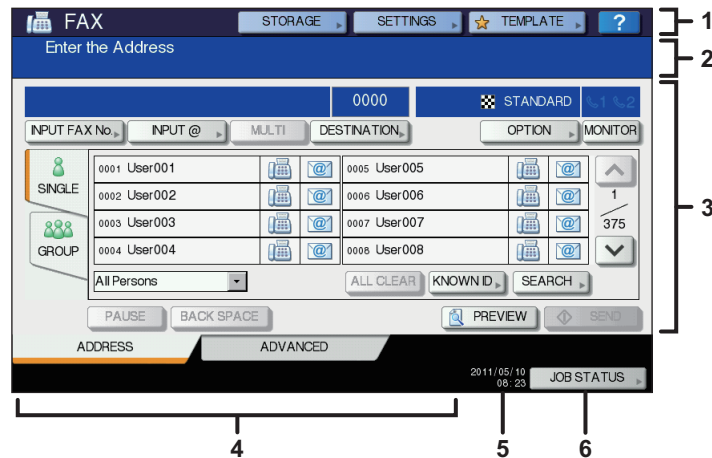 FAX STORAGE SETTINGS TEMPLATE ? 1
Enter the Address 2
0000 STANDARD 1 2
INPUT FAX No. INPUT @ MULTI DESTINATION OPTION MONITOR
SINGLE
GROUP
0001 User001 @ 0005 User005 @
0002 User002 @ 0006 User006 @
0003 User003 @ 0007 User007 @
0004 User004 @ 0008 User008 @
1
375
3
All Persons ALL CLEAR KNOWN ID SEARCH
PAUSE BACK SPACE PREVIEW SEND
ADDRESS ADVANCED
2011/05/10
08:23
JOB STATUS
4 5 6